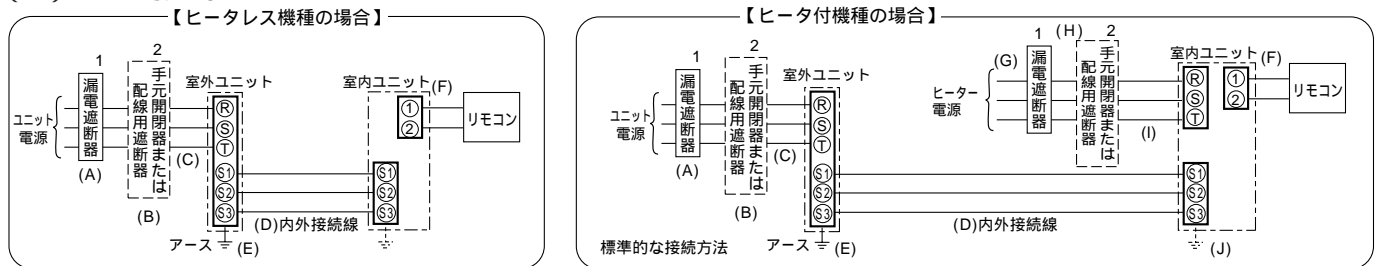 【ヒータレス機種の場合】
1
2
漏電遮断器
手元開閉器または
配線用遮断器
室外ユニット
室内ユニット
(F)
ユニット
電源
R
S
T
1
2
リモコン
(A)
(C)
(B)
S1
S2
S3
S1
S2
S3
(D)内外接続線
アース
(E)
【ヒータ付機種の場合】
1
2
漏電遮断器
手元開閉器または
配線用遮断器
室外ユニット
ユニット
電源
R
S
T
(A)
(C)
(B)
S1
S2
S3
(D)内外接続線
アース
(E)
標準的な接続方法
1
(H)
2
(G)
漏電遮断器
手元開閉器または
配線用遮断器
室内ユニット
(F)
ヒーター
電源
R
S
T
1
2
リモコン
(I)
S1
S2
S3
(J)